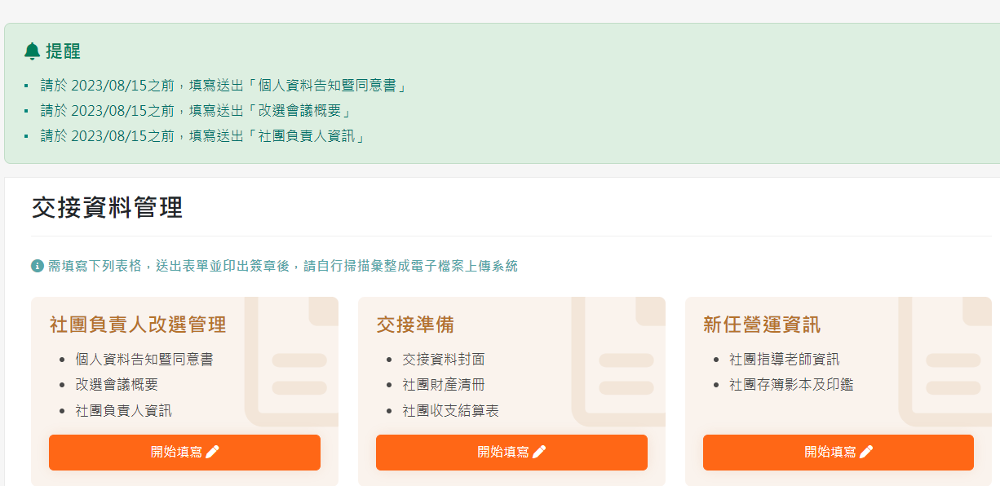 提醒
請於 2023/08/15之前，填寫送出「個人資料告知暨同意書」
請於 2023/08/15之前，填寫送出「改選會議概要」
請於 2023/08/15之前，填寫送出「社團負責人資訊」
交接資料管理
需填寫下列表格，送出表單並印出簽章後，請自行掃描彙整成電子檔案上傳系統
社團負責人改選管理
個人資料告知暨同意書
改選會議概要
社團負責人資訊
開始填寫
交接準備
交接資料封面
社團財產清冊
社團收支結算表
開始填寫
新任營運資訊
社團指導老師資訊
社團存簿影本及印鑑
開始填寫